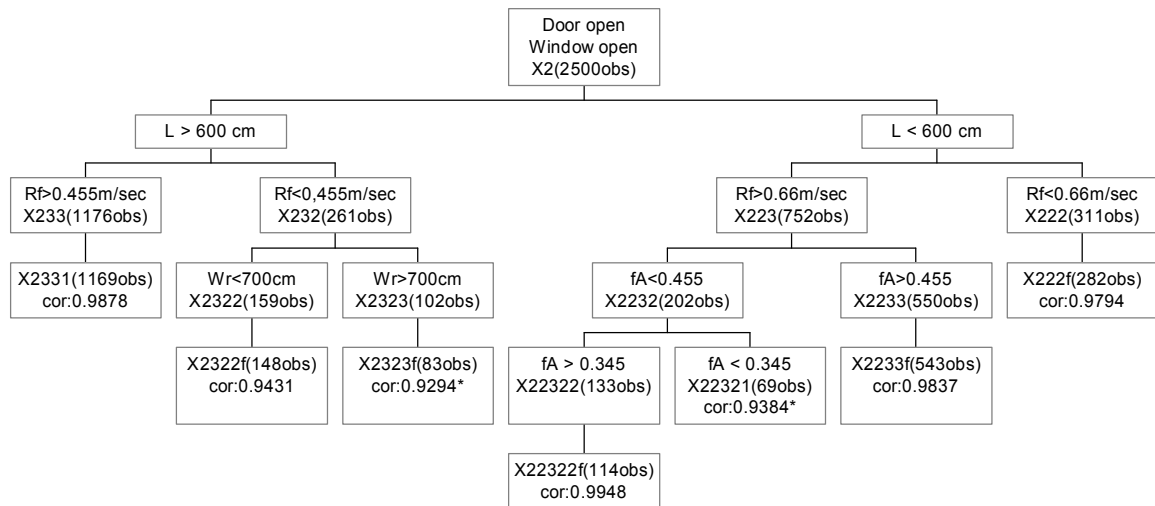 Door open
Window open
X2(2500obs)
L > 600 cm
L < 600 cm
Rf>0.455m/sec
X233(1176obs)
Rf<0,455m/sec
X232(261obs)
Rf>0.66m/sec
X223(752obs)
Rf<0.66m/sec
X222(311obs)
X2331(1169obs)
cor:0.9878
Wr<700cm
X2322(159obs)
Wr>700cm
X2323(102obs)
fA<0.455
X2232(202obs)
fA>0.455
X2233(550obs)
X222f(282obs)
cor:0.9794
X2322f(148obs)
cor:0.9431
X2323f(83obs)
cor:0.9294*
fA > 0.345
X22322(133obs)
fA < 0.345
X22321(69obs)
cor:0.9384*
X2233f(543obs)
cor:0.9837
X22322f(114obs)
cor:0.9948